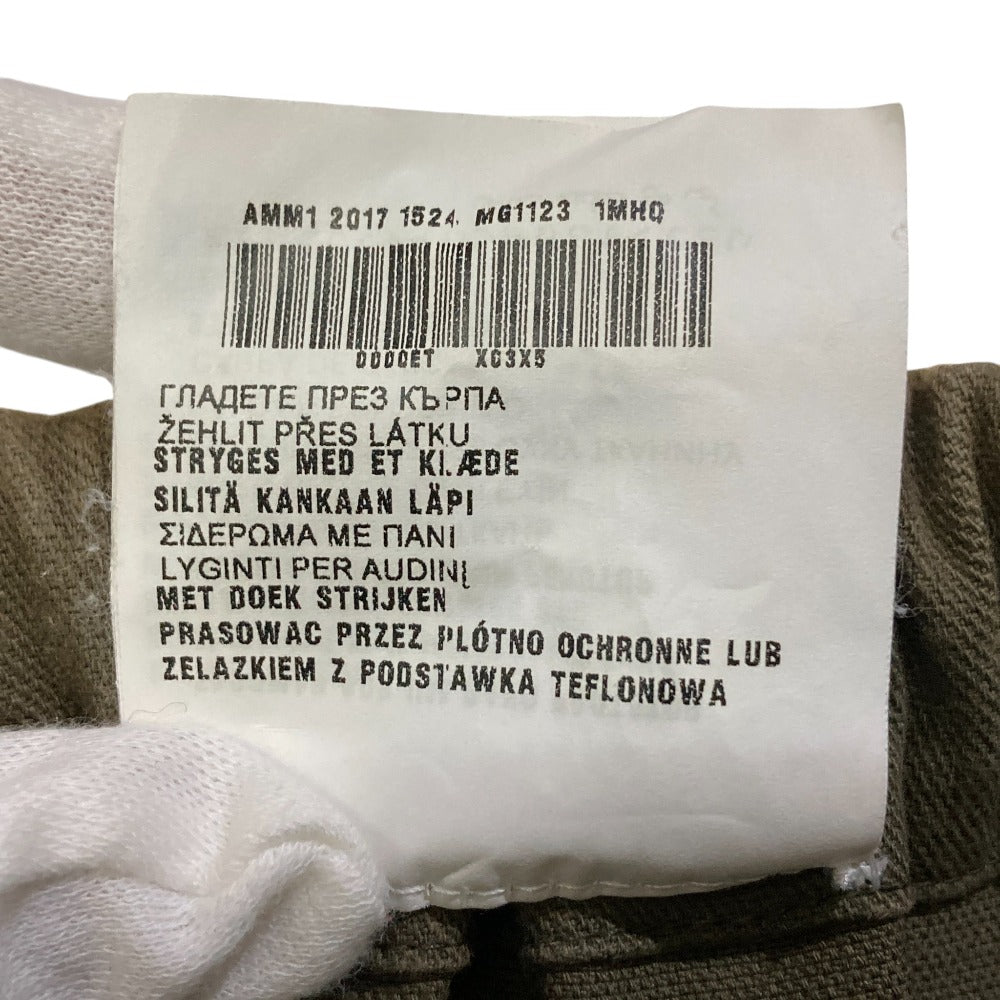 AMM1 2017 1524. MG1123 1MHQ
0000ET XG3X5
ГЛАДЕТЕ ПРЕЗ КЪРПА
ŽEHLIT PŘES LÁTKU
STRYGES MED ET KLÆDE
SILITÄ KANKAAN LÄPI
ΣΙΔΕΡΩΜΑ ΜΕ ΠΑΝΙ
LYGINTI PER AUDINĮ
MET DOEK STRIJKEN
PRASOWAC PRZEZ PLÓTNO OCHRONNE LUB
ZELAZKIEM Z PODSTAWKA TEFLONOWA